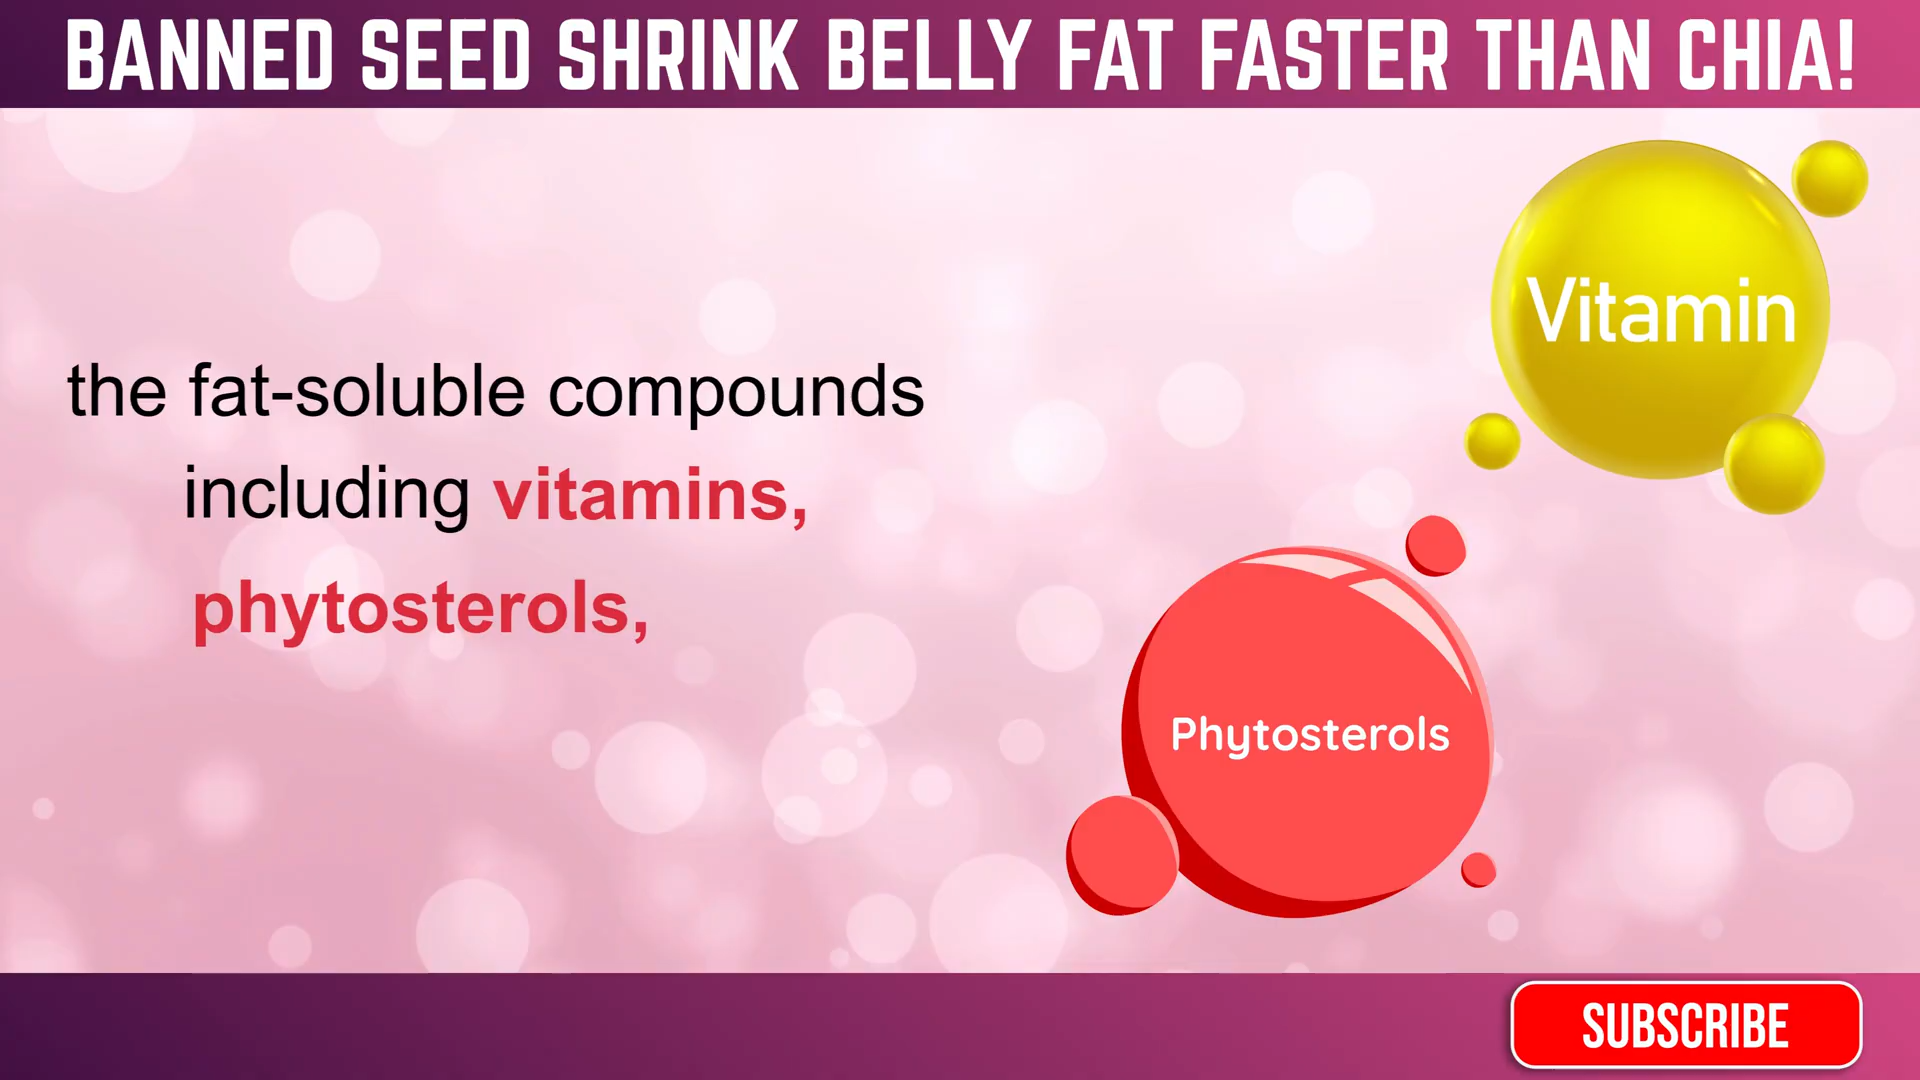 BANNED SEED SHRINK BELLY FAT FASTER THAN CHIA!
the fat-soluble compounds
including vitamins,
phytosterols,
Vitamin
Phytosterols
SUBSCRIBE